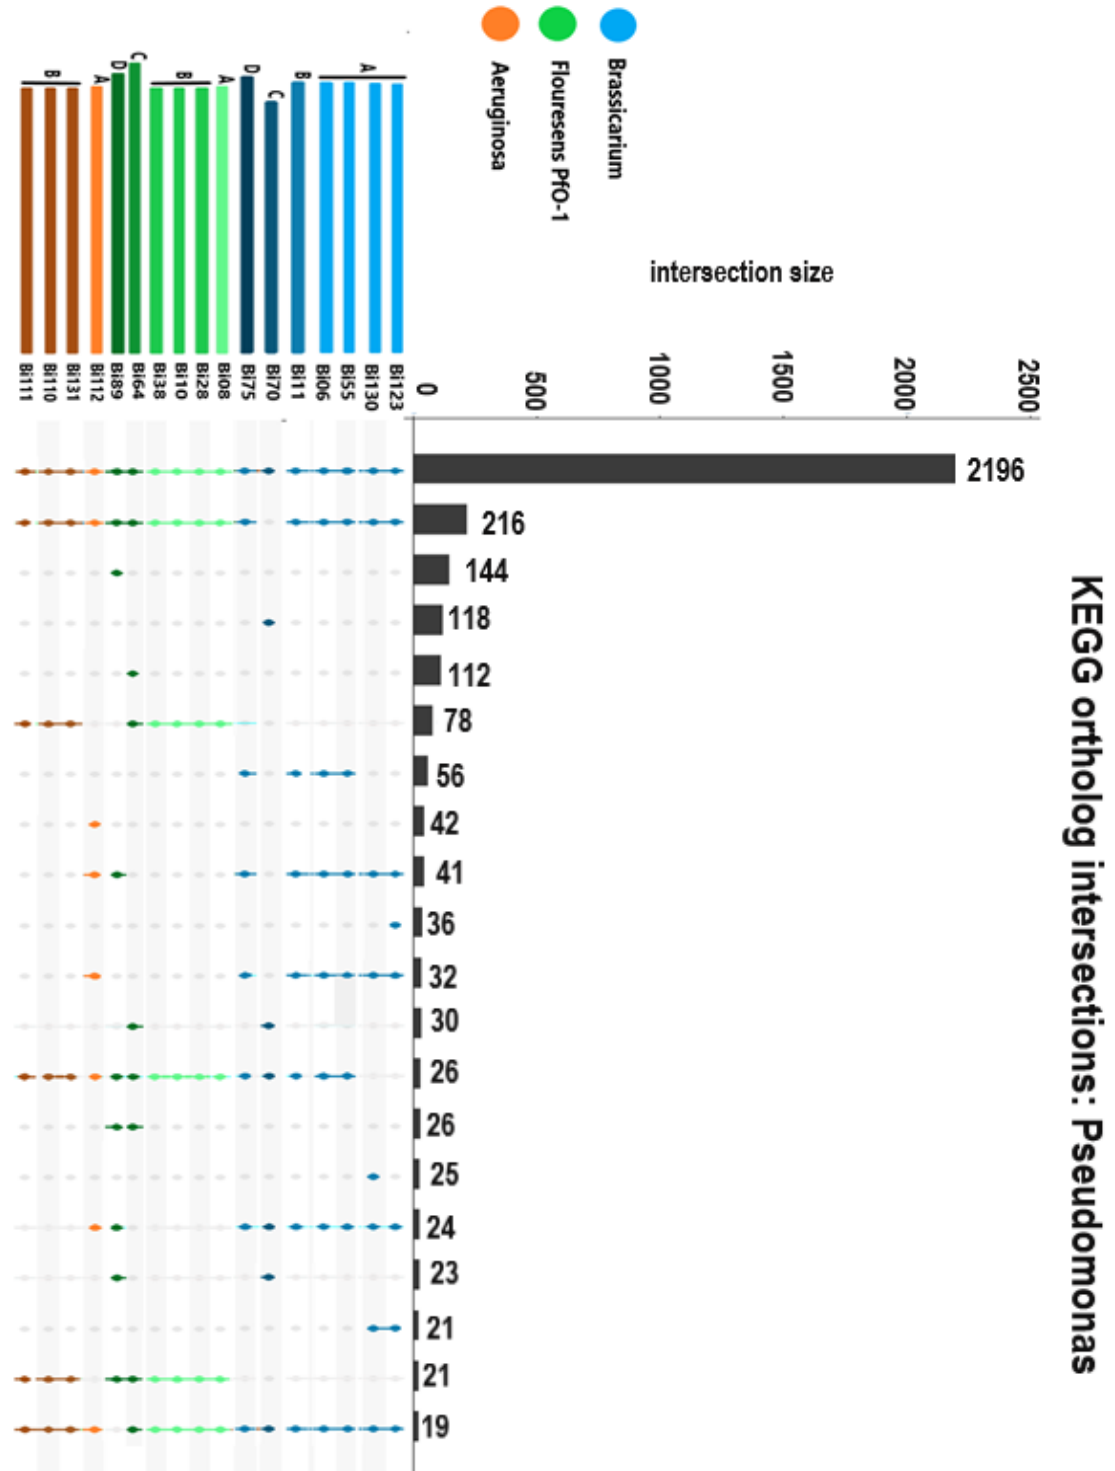 KEGG ortholog intersections: Pseudomonas
intersection size
2500
2000
1500
1000
500
0
2196
216
144
118
112
78
56
42
41
36
32
30
26
26
25
24
23
21
21
19
Brassicarium
Flouresens PfO-1
Aeruginosa
A
B
C
D
A
B
C
D
A
B
Bi123
Bi130
Bi55
Bi006
Bi11
Bi70
Bi75
Bi08
Bi28
Bi10
Bi38
Bi64
Bi89
Bi112
Bi131
Bi110
Bi111